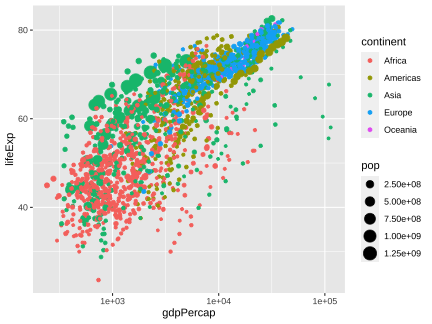 80
60
40
lifeExp
1e+03
1e+04
1e+05
gdpPercap
continent
Africa
Americas
Asia
Europe
Oceania
pop
2.50e+08
5.00e+08
7.50e+08
1.00e+09
1.25e+09